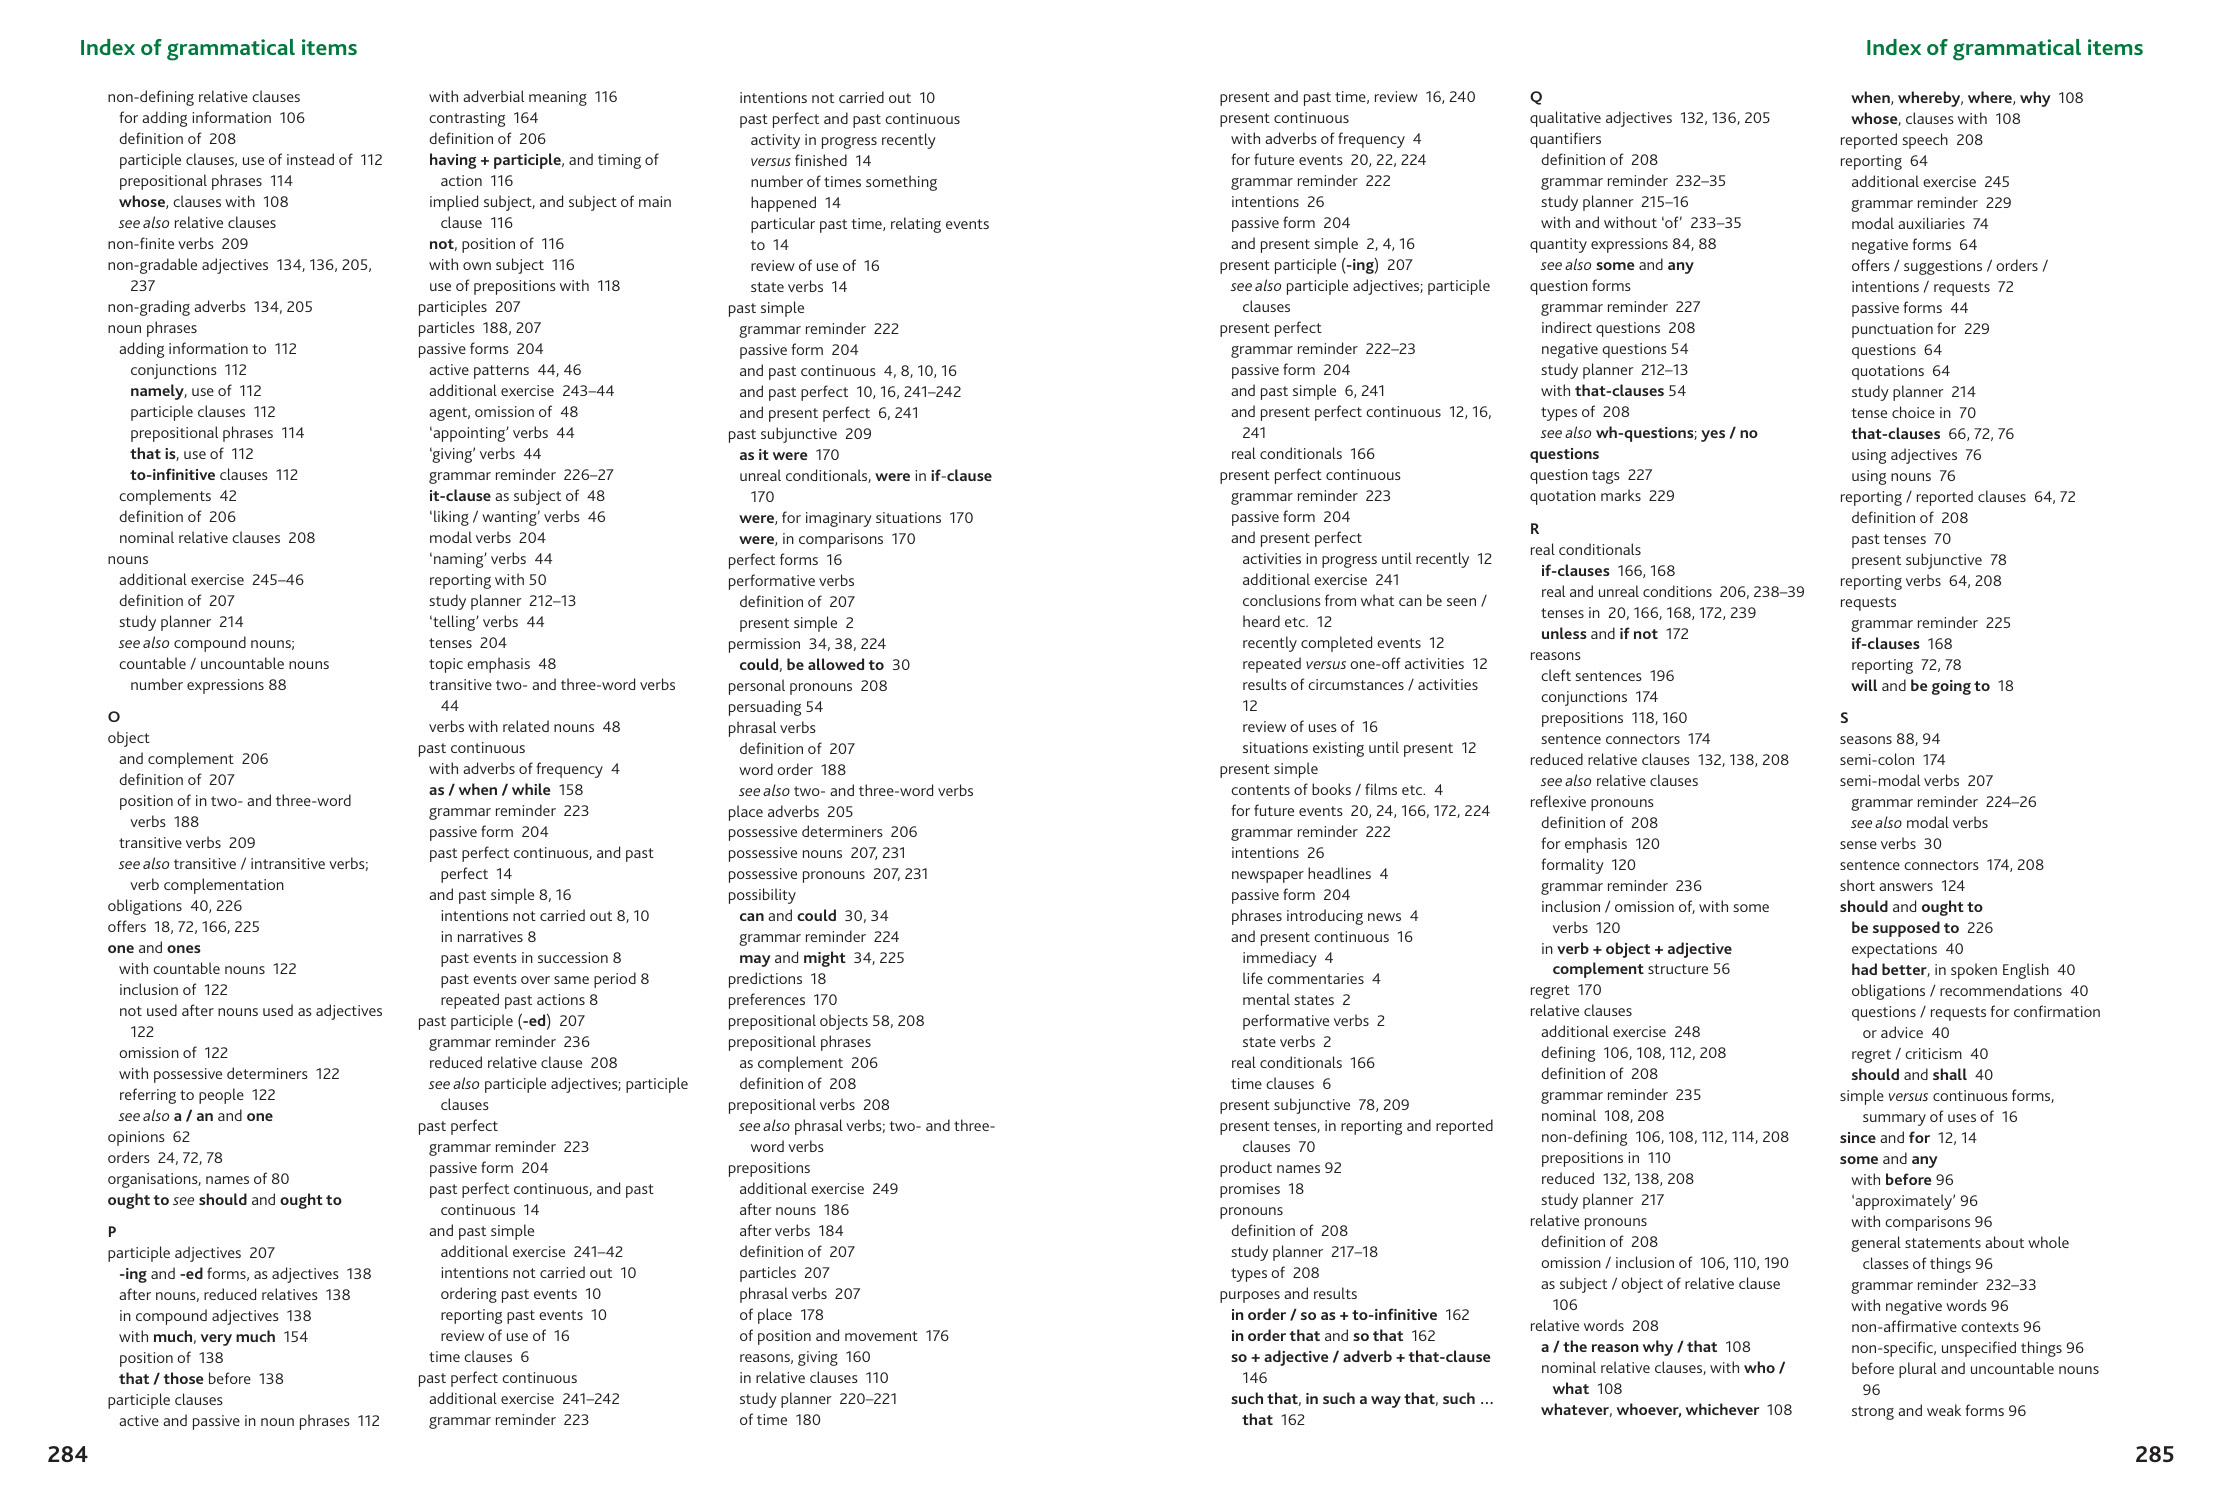 Index of grammatical items
non-defining relative clauses
for adding information 106
definition of 208
participle clauses, use of instead of 112
prepositional phrases 114
whose, clauses with 108
see also relative clauses
non-finite verbs 209
non-gradable adjectives 134, 136, 205,
237
non-grading adverbs 134, 205
noun phrases
adding information to 112
conjunctions 112
namely, use of 112
participle clauses 112
prepositional phrases 114
that is, use of 112
to-infinitive clauses 112
complements 42
definition of 206
nominal relative clauses 208
nouns
additional exercise 245–46
definition of 207
study planner 214
see also compound nouns;
countable / uncountable nouns
number expressions 88
O
object
and complement 206
definition of 207
position of in two- and three-word
verbs 188
transitive verbs 209
see also transitive / intransitive verbs;
verb complementation
obligations 40, 226
offers 18, 72, 166, 225
one and ones
with countable nouns 122
inclusion of 122
not used after nouns used as adjectives
122
omission of 122
with possessive determiners 122
referring to people 122
see also a / an and one
opinions 62
orders 24, 72, 78
organisations, names of 80
ought to see should and ought to
P
participle adjectives 207
-ing and -ed forms, as adjectives 138
after nouns, reduced relatives 138
in compound adjectives 138
with much, very much 154
position of 138
that / those before 138
participle clauses
active and passive in noun phrases 112
with adverbial meaning 116
contrasting 164
definition of 206
having + participle, and timing of
action 116
implied subject, and subject of main
clause 116
not, position of 116
with own subject 116
use of prepositions with 118
participles 207
particles 188, 207
passive forms 204
active patterns 44, 46
additional exercise 243–44
agent, omission of 48
‘appointing’ verbs 44
‘giving’ verbs 44
grammar reminder 226–27
it-clause as subject of 48
‘liking / wanting’ verbs 46
modal verbs 204
‘naming’ verbs 44
reporting with 50
study planner 212–13
‘telling’ verbs 44
tenses 204
topic emphasis 48
transitive two- and three-word verbs
44
verbs with related nouns 48
past continuous
with adverbs of frequency 4
as / when / while 158
grammar reminder 223
passive form 204
past perfect continuous, and past
perfect 14
and past simple 8, 16
intentions not carried out 8, 10
in narratives 8
past events in succession 8
past events over same period 8
repeated past actions 8
past participle (-ed) 207
grammar reminder 236
reduced relative clause 208
see also participle adjectives; participle
clauses
past perfect
grammar reminder 223
passive form 204
past perfect continuous, and past
continuous 14
and past simple
additional exercise 241–42
intentions not carried out 10
ordering past events 10
reporting past events 10
review of use of 16
time clauses 6
past perfect continuous
additional exercise 241–242
grammar reminder 223
intentions not carried out 10
past perfect and past continuous
activity in progress recently
versus finished 14
number of times something
happened 14
particular past time, relating events
to 14
review of use of 16
state verbs 14
past simple
grammar reminder 222
passive form 204
and past continuous 4, 8, 10, 16
and past perfect 10, 16, 241–242
and present perfect 6, 241
past subjunctive 209
as it were 170
unreal conditionals, were in if-clause
170
were, for imaginary situations 170
were, in comparisons 170
perfect forms 16
performative verbs
definition of 207
present simple 2
permission 34, 38, 224
could, be allowed to 30
personal pronouns 208
persuading 54
phrasal verbs
definition of 207
word order 188
see also two- and three-word verbs
place adverbs 205
possessive determiners 206
possessive nouns 207, 231
possessive pronouns 207, 231
possibility
can and could 30, 34
grammar reminder 224
may and might 34, 225
predictions 18
preferences 170
prepositional objects 58, 208
prepositional phrases
as complement 206
definition of 208
prepositional verbs 208
see also phrasal verbs; two- and three-
word verbs
prepositions
additional exercise 249
after nouns 186
after verbs 184
definition of 207
particles 207
phrasal verbs 207
of place 178
of position and movement 176
reasons, giving 160
in relative clauses 110
study planner 220–221
of time 180
284
Index of grammatical items
present and past time, review 16, 240
present continuous
with adverbs of frequency 4
for future events 20, 22, 224
grammar reminder 222
intentions 26
passive form 204
and present simple 2, 4, 16
present participle (-ing) 207
see also participle adjectives; participle
clauses
present perfect
grammar reminder 222–23
passive form 204
and past simple 6, 241
and present perfect continuous 12, 16,
241
real conditionals 166
present perfect continuous
grammar reminder 223
passive form 204
and present perfect
activities in progress until recently 12
additional exercise 241
conclusions from what can be seen /
heard etc. 12
recently completed events 12
repeated versus one-off activities 12
results of circumstances / activities
12
review of uses of 16
situations existing until present 12
present simple
contents of books / films etc. 4
for future events 20, 24, 166, 172, 224
grammar reminder 222
intentions 26
newspaper headlines 4
passive form 204
phrases introducing news 4
and present continuous 16
immediacy 4
life commentaries 4
mental states 2
performative verbs 2
state verbs 2
real conditionals 166
time clauses 6
present subjunctive 78, 209
present tenses, in reporting and reported
clauses 70
product names 92
promises 18
pronouns
definition of 208
study planner 217–18
types of 208
purposes and results
in order / so as + to-infinitive 162
in order that and so that 162
so + adjective / adverb + that-clause
146
such that, in such a way that, such …
that 162
Q
qualitative adjectives 132, 136, 205
quantifiers
definition of 208
grammar reminder 232–35
study planner 215–16
with and without ‘of’ 233–35
quantity expressions 84, 88
see also some and any
question forms
grammar reminder 227
indirect questions 208
negative questions 54
study planner 212–13
with that-clauses 54
types of 208
see also wh-questions; yes / no
questions
question tags 227
quotation marks 229
R
real conditionals
if-clauses 166, 168
real and unreal conditions 206, 238–39
tenses in 20, 166, 168, 172, 239
unless and if not 172
reasons
cleft sentences 196
conjunctions 174
prepositions 118, 160
sentence connectors 174
reduced relative clauses 132, 138, 208
see also relative clauses
reflexive pronouns
definition of 208
for emphasis 120
formality 120
grammar reminder 236
inclusion / omission of, with some
verbs 120
in verb + object + adjective
complement structure 56
regret 170
relative clauses
additional exercise 248
defining 106, 108, 112, 208
definition of 208
grammar reminder 235
nominal 108, 208
non-defining 106, 108, 112, 114, 208
prepositions in 110
reduced 132, 138, 208
study planner 217
relative pronouns
definition of 208
omission / inclusion of 106, 110, 190
as subject / object of relative clause
106
relative words 208
a / the reason why / that 108
nominal relative clauses, with who /
what 108
whatever, whoever, whichever 108
when, whereby, where, why 108
whose, clauses with 108
reported speech 208
reporting 64
additional exercise 245
grammar reminder 229
modal auxiliaries 74
negative forms 64
offers / suggestions / orders /
intentions / requests 72
passive forms 44
punctuation for 229
questions 64
quotations 64
study planner 214
tense choice in 70
that-clauses 66, 72, 76
using adjectives 76
using nouns 76
reporting / reported clauses 64, 72
definition of 208
past tenses 70
present subjunctive 78
reporting verbs 64, 208
requests
grammar reminder 225
if-clauses 168
reporting 72, 78
will and be going to 18
S
seasons 88, 94
semi-colon 174
semi-modal verbs 207
grammar reminder 224–26
see also modal verbs
sense verbs 30
sentence connectors 174, 208
short answers 124
should and ought to
be supposed to 226
expectations 40
had better, in spoken English 40
obligations / recommendations 40
questions / requests for confirmation
or advice 40
regret / criticism 40
should and shall 40
simple versus continuous forms,
summary of uses of 16
since and for 12, 14
some and any
with before 96
‘approximately’ 96
with comparisons 96
general statements about whole
classes of things 96
grammar reminder 232–33
with negative words 96
non-affirmative contexts 96
non-specific, unspecified things 96
before plural and uncountable nouns
96
strong and weak forms 96
285